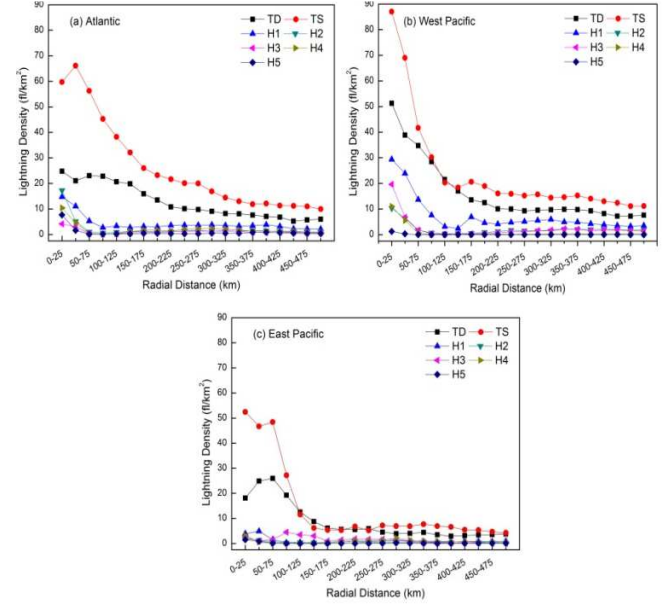 (a) Atlantic
TD TS
H1 H2
H3 H4
H5
90
80
70
60
50
40
30
20
10
0
Lightning Density (fl/km²)
0-25 50-75 100-125 150-175 200-225 250-275 300-325 350-375 400-425 450-475
Radial Distance (km)
(b) West Pacific
TD TS
H1 H2
H3 H4
H5
90
80
70
60
50
40
30
20
10
0
Lightning Density (fl/km²)
0-25 50-75 100-125 150-175 200-225 250-275 300-325 350-375 400-425 450-475
Radial Distance (km)
(c) East Pacific
TD TS
H1 H2
H3 H4
H5
90
80
70
60
50
40
30
20
10
0
Lightning Density (fl/km²)
0-25 50-75 100-125 150-175 200-225 250-275 300-325 350-375 400-425 450-475
Radial Distance (km)